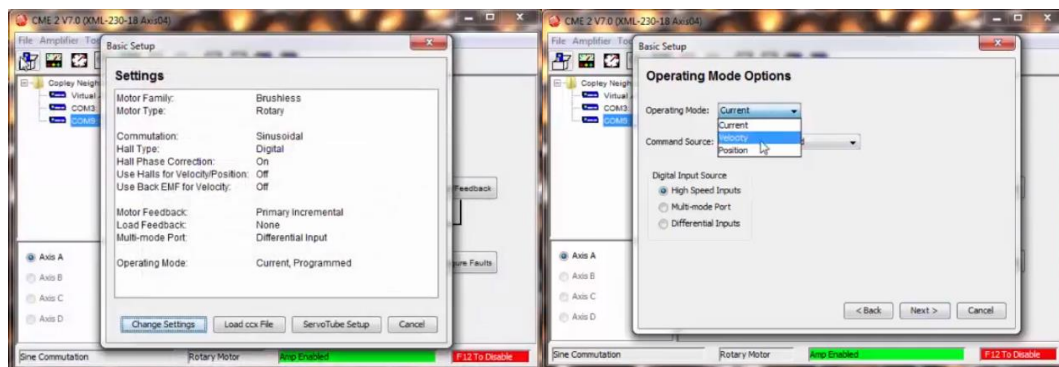 CME 2 V7.0 (XML-230-18 Axis04)
File Amplifier
Basic Setup
Settings
Motor Family: Brushless
Motor Type: Rotary
Commutation: Sinusoidal
Hall Type: Digital
Hall Phase Correction: On
Use Halls for Velocity/Position: Off
Use Back EMF for Velocity: Off
Motor Feedback: Primary Incremental
Load Feedback: None
Multi-mode Port: Differential Input
Operating Mode: Current, Programmed
Change Settings
Load ccx File
ServoTube Setup
Cancel
Copley Neigh
Virtual
COM3
COM9
Axis A
Axis B
Axis C
Axis D
Feedback
ure Faults
Sine Commutation
Rotary Motor
Amp Enabled
F12 To Disable
CME 2 V7.0 (XML-230-18 Axis04)
File Amplifier
Basic Setup
Operating Mode Options
Operating Mode: Current
Current
Velocity
Position
Command Source:
Digital Input Source
High Speed Inputs
Multi-mode Port
Differential Inputs
< Back
Next >
Cancel
Copley Neigh
Virtual
COM3
COM9
Axis A
Axis B
Axis C
Axis D
Sine Commutation
Rotary Motor
Amp Enabled
F12 To Disable